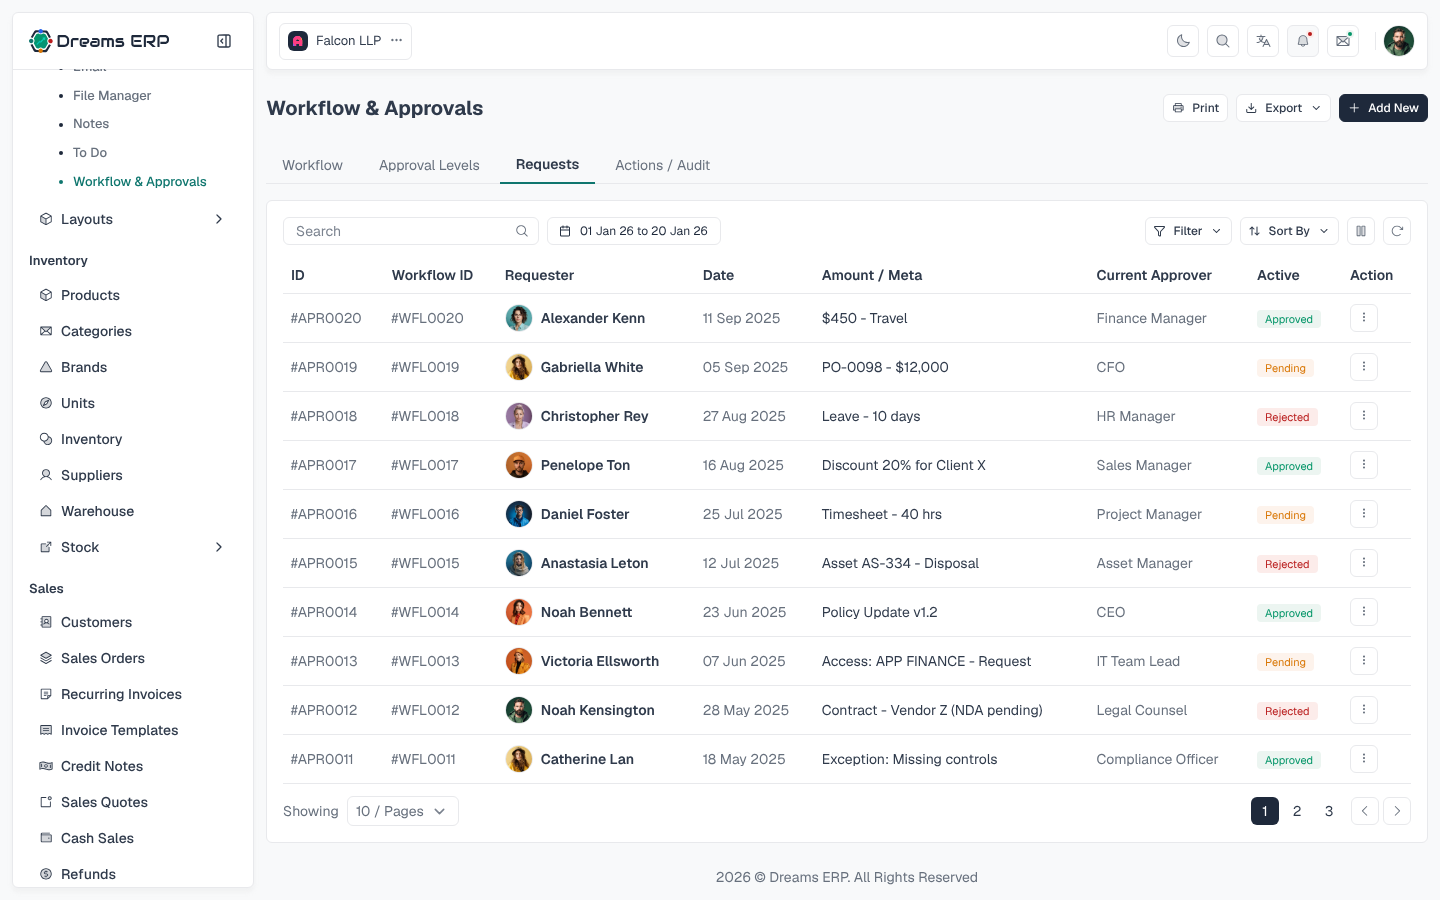 Dreams ERP
Falcon LLP
Email
File Manager
Notes
To Do
Workflow & Approvals
Layouts
Inventory
Products
Categories
Brands
Units
Inventory
Suppliers
Warehouse
Stock
Sales
Customers
Sales Orders
Recurring Invoices
Invoice Templates
Credit Notes
Sales Quotes
Cash Sales
Refunds
Workflow & Approvals
Print Export Add New
Workflow Approval Levels Requests Actions / Audit
Search 01 Jan 26 to 20 Jan 26 Filter Sort By
ID Workflow ID Requester Date Amount / Meta Current Approver Active Action
#APR0020 #WFL0020 Alexander Kenn 11 Sep 2025 $450 - Travel Finance Manager Approved
#APR0019 #WFL0019 Gabriella White 05 Sep 2025 PO-0098 - $12,000 CFO Pending
#APR0018 #WFL0018 Christopher Rey 27 Aug 2025 Leave - 10 days HR Manager Rejected
#APR0017 #WFL0017 Penelope Ton 16 Aug 2025 Discount 20% for Client X Sales Manager Approved
#APR0016 #WFL0016 Daniel Foster 25 Jul 2025 Timesheet - 40 hrs Project Manager Pending
#APR0015 #WFL0015 Anastasia Leton 12 Jul 2025 Asset AS-334 - Disposal Asset Manager Rejected
#APR0014 #WFL0014 Noah Bennett 23 Jun 2025 Policy Update v1.2 CEO Approved
#APR0013 #WFL0013 Victoria Ellsworth 07 Jun 2025 Access: APP FINANCE - Request IT Team Lead Pending
#APR0012 #WFL0012 Noah Kensington 28 May 2025 Contract - Vendor Z (NDA pending) Legal Counsel Rejected
#APR0011 #WFL0011 Catherine Lan 18 May 2025 Exception: Missing controls Compliance Officer Approved
Showing 10 / Pages 1 2 3
2026 © Dreams ERP. All Rights Reserved